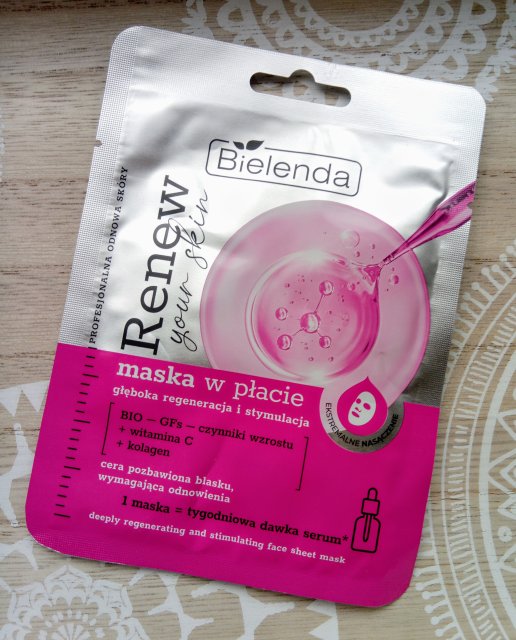 Bielenda
PROFESJONALNA ODNOWA SKÓRY
Renew
your skin
maska w płacie
głęboka regeneracja i stymulacja
BIO — GFs — czynniki wzrostu
+ witamina C
+ kolagen
EKSTREMALNE NASĄCZENIE
cera pozbawiona blasku,
wymagająca odnowienia
1 maska = tygodniowa dawka serum*
deeply regenerating and stimulating face sheet mask